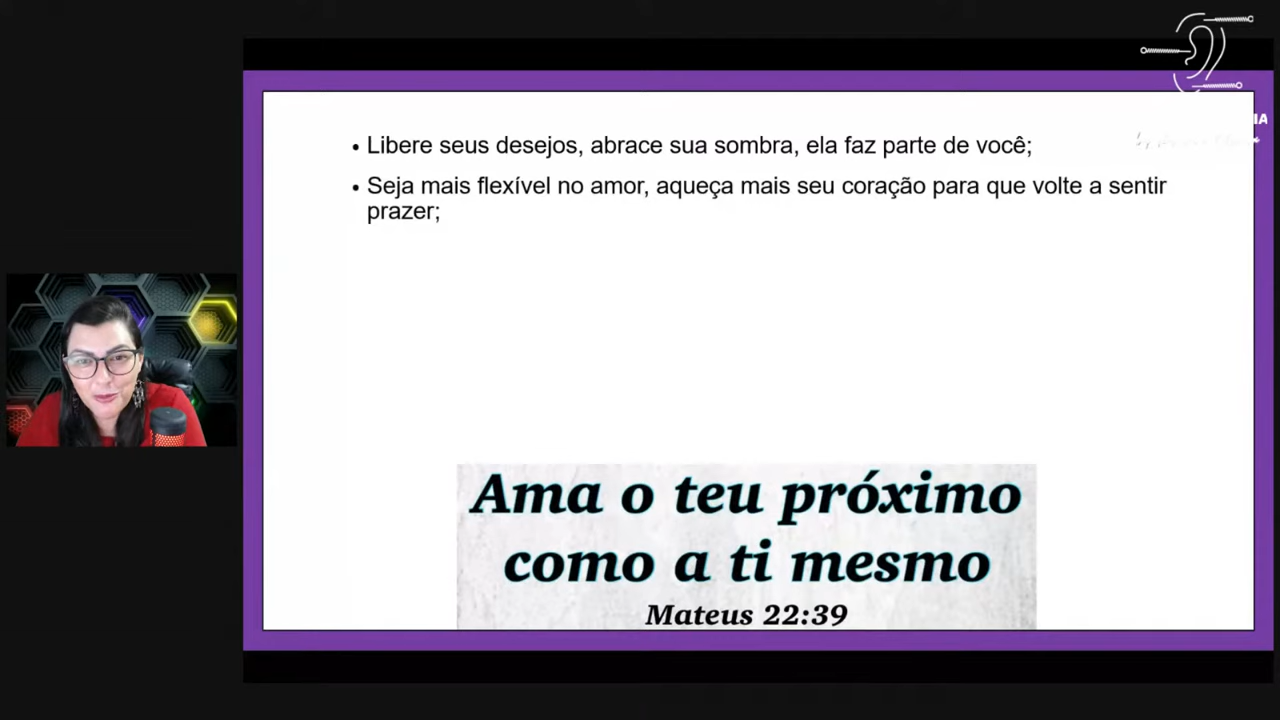 IA
• Libere seus desejos, abrace sua sombra, ela faz parte de você;
• Seja mais flexível no amor, aqueça mais seu coração para que volte a sentir
prazer;
Ama o teu próximo
como a ti mesmo
Mateus 22:39